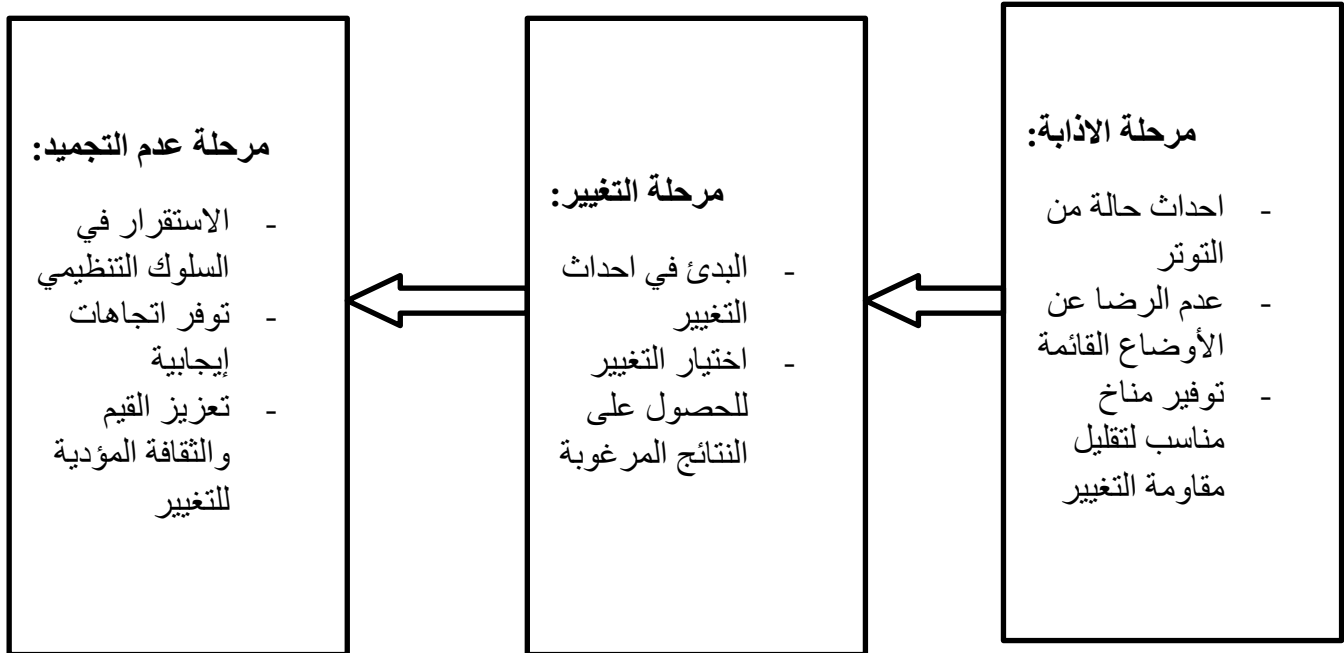 مرحلة الاذابة:
- احداث حالة من
التوتر
- عدم الرضا عن
الأوضاع القائمة
- توفير مناخ
مناسب لتقليل
مقاومة التغيير
مرحلة التغيير:
- البدئ في احداث
التغيير
- اختيار التغيير
للحصول على
النتائج المرغوبة
مرحلة عدم التجميد:
- الاستقرار في
السلوك التنظيمي
- توفر اتجاهات
إيجابية
- تعزيز القيم
والثقافة المؤدية
للتغيير